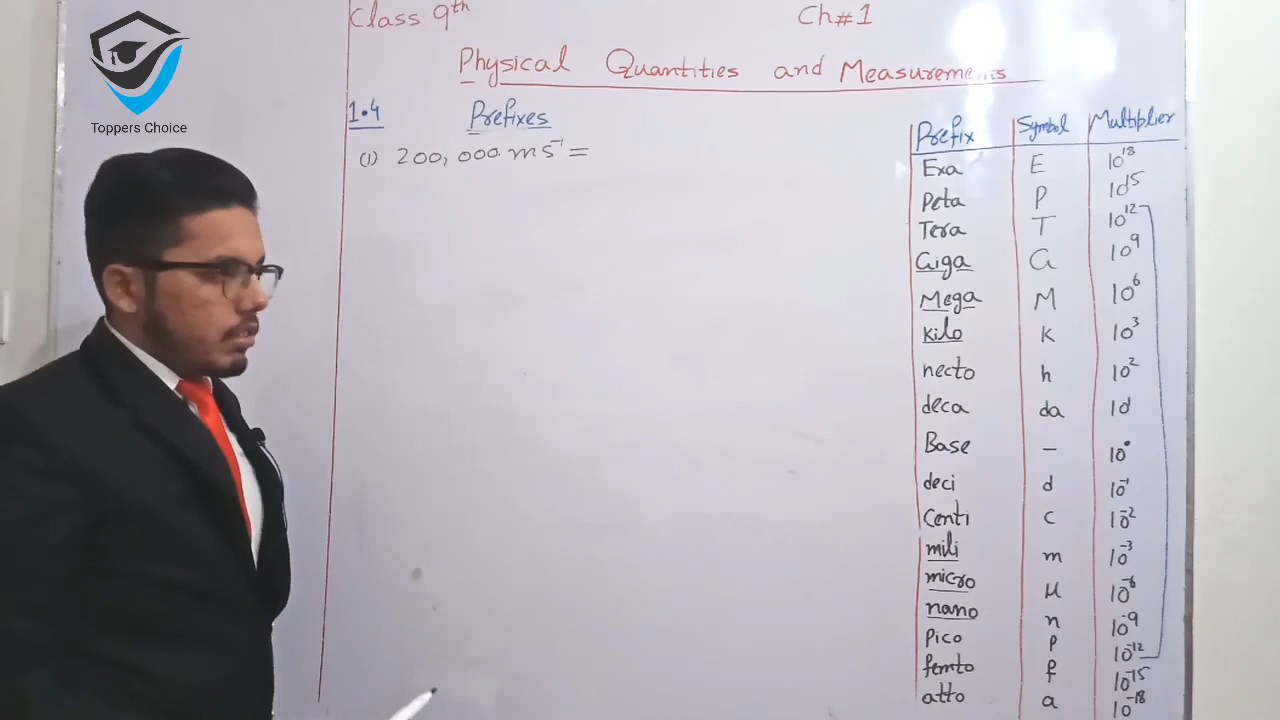 Class 9th Ch#1
Toppers Choice
Physical Quantities and Measurements
1.4 Prefixes
(1) 200,000 m s⁻¹ =
Prefix Symbol Multiplier
Exa E 10¹⁸
Peta P 10¹⁵
Tera T 10¹²
Giga G 10⁹
Mega M 10⁶
kilo k 10³
hecto h 10²
deca da 10¹
Base – 10⁰
deci d 10⁻¹
Centi c 10⁻²
mili m 10⁻³
micro μ 10⁻⁶
nano n 10⁻⁹
Pico p 10⁻¹²
femto f 10⁻¹⁵
atto a 10⁻¹⁸